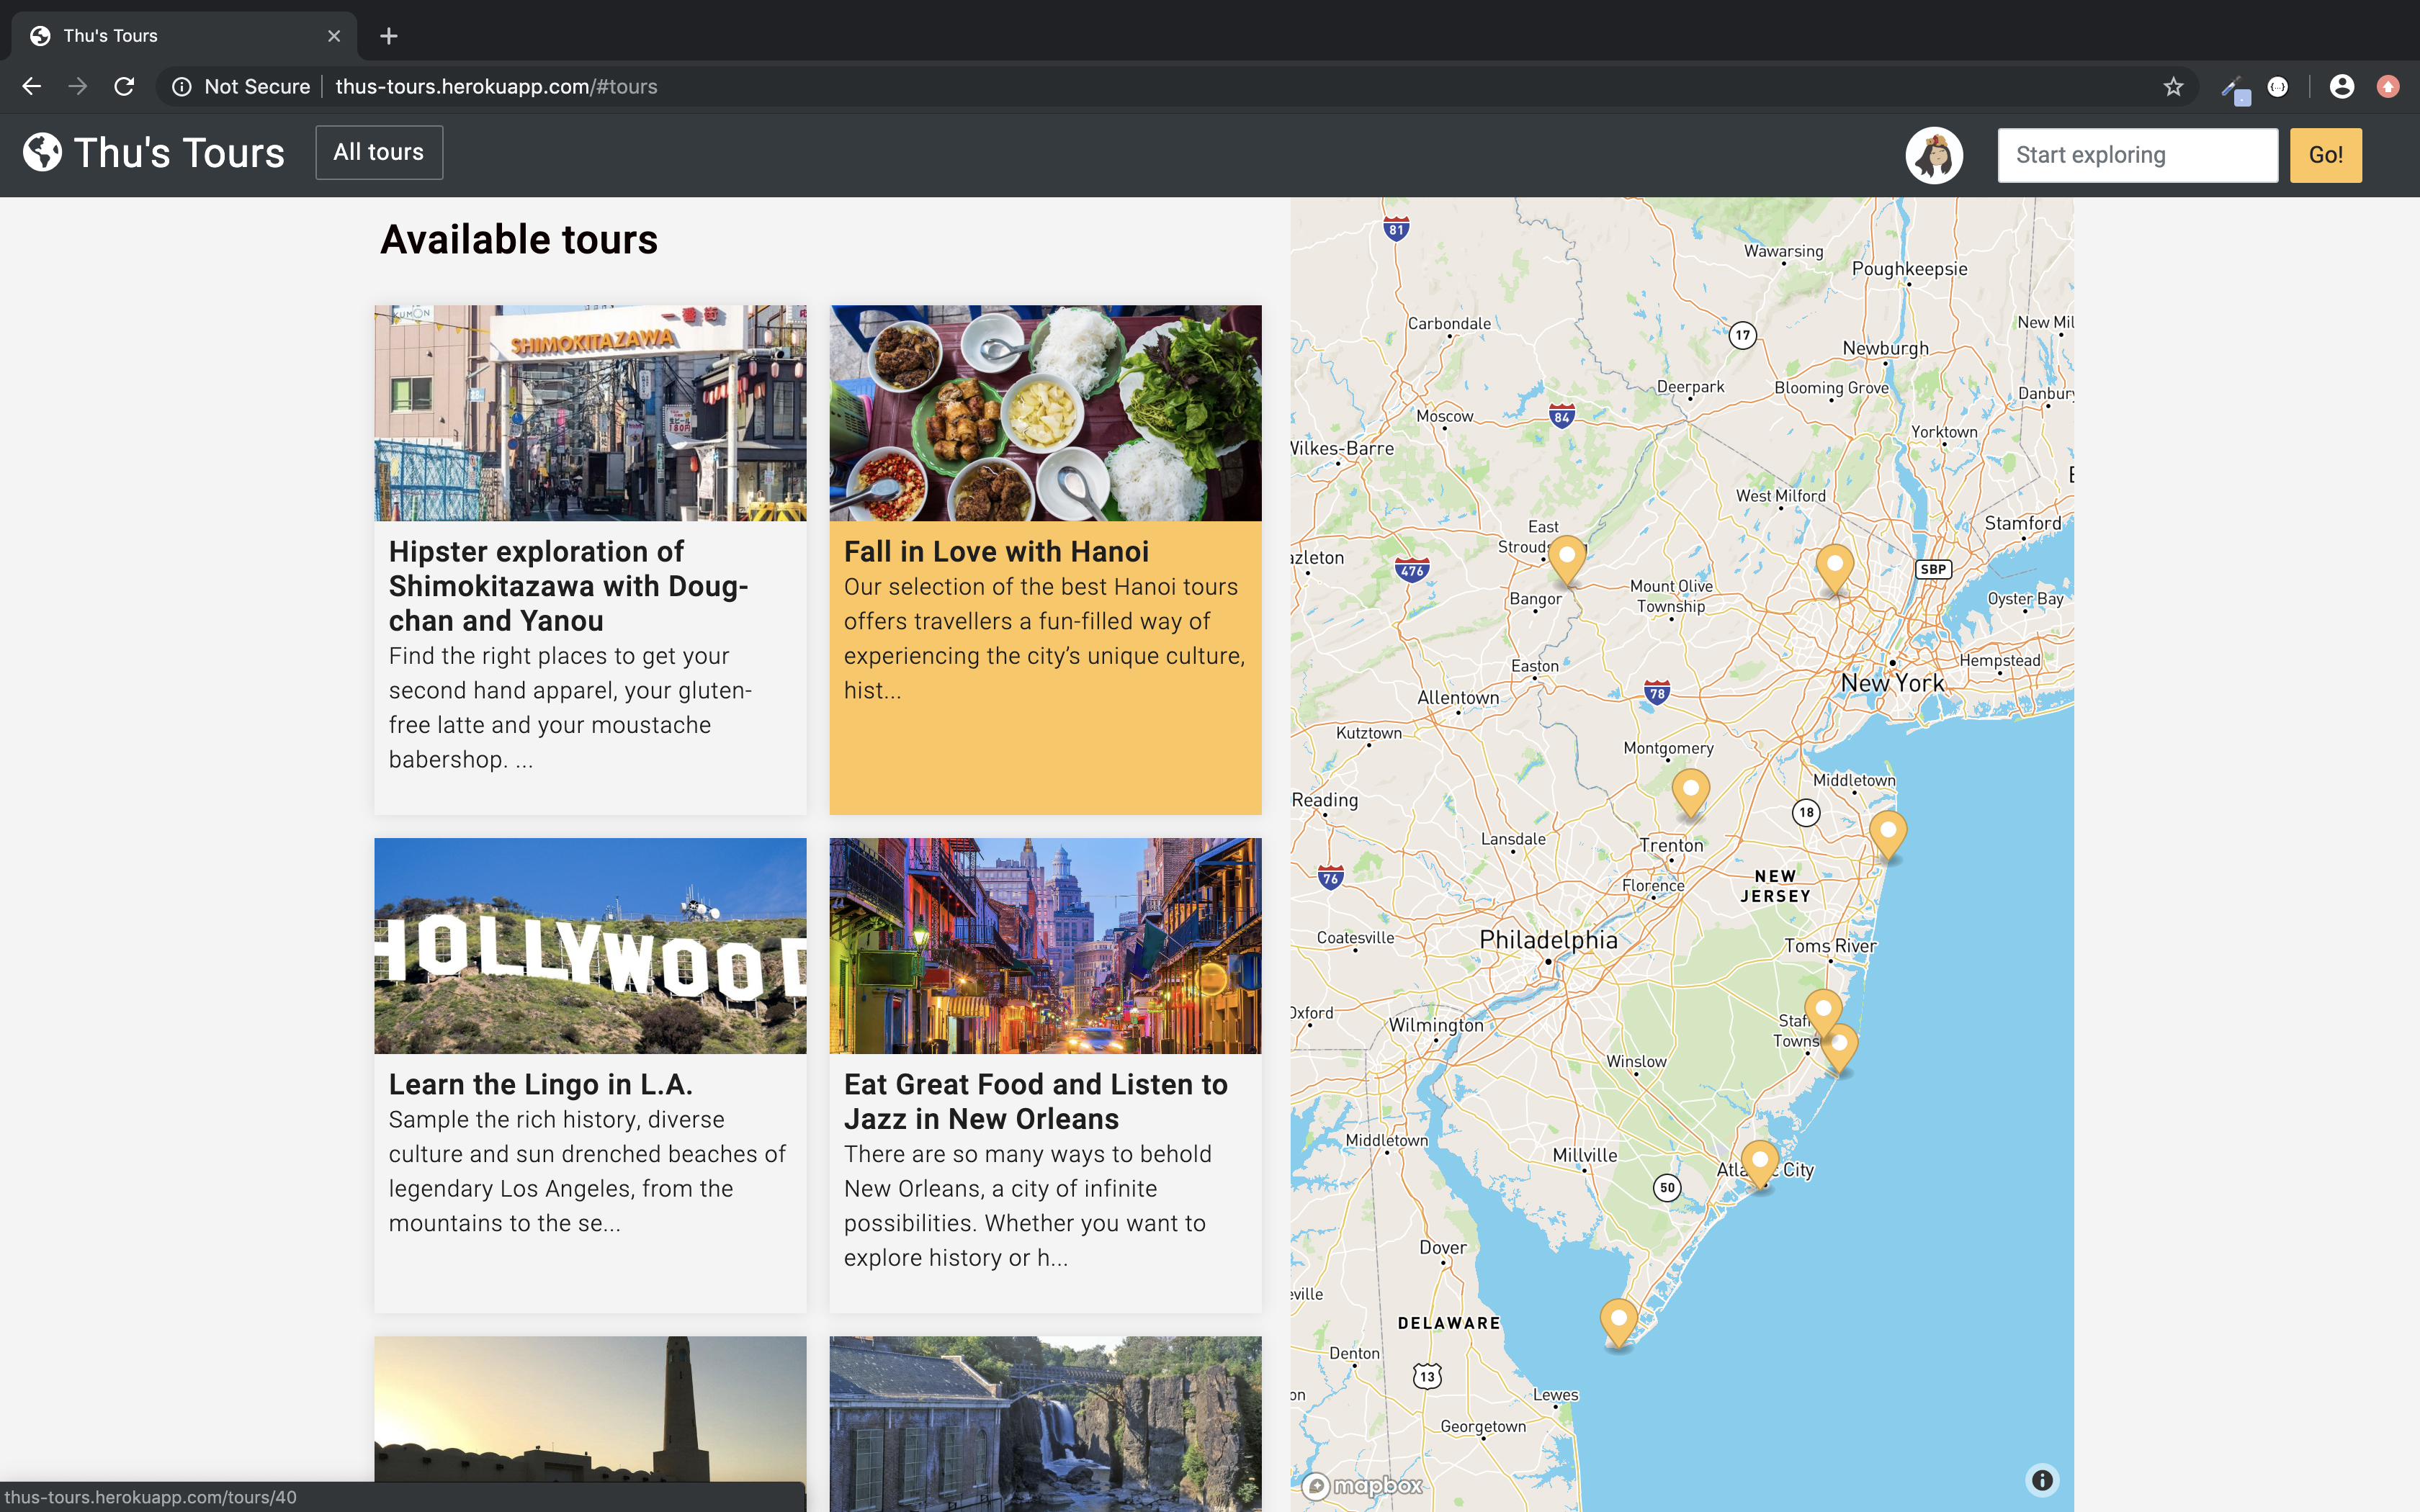 Thu's Tours
Not Secure
thus-tours.herokuapp.com/#tours
Thu's Tours
All tours
Start exploring
Go!
Available tours
KUMON
SHIMOKITAZAWA
Hipster exploration of
Shimokitazawa with Doug-
chan and Yanou
Find the right places to get your
second hand apparel, your gluten-
free latte and your moustache
babershop. ...
Fall in Love with Hanoi
Our selection of the best Hanoi tours
offers travellers a fun-filled way of
experiencing the city’s unique culture,
hist...
HOLLYWOOD
Learn the Lingo in L.A.
Sample the rich history, diverse
culture and sun drenched beaches of
legendary Los Angeles, from the
mountains to the se...
Eat Great Food and Listen to
Jazz in New Orleans
There are so many ways to behold
New Orleans, a city of infinite
possibilities. Whether you want to
explore history or h...
81
Wawarsing
Poughkeepsie
Carbondale
17
New Mil
Newburgh
Deerpark
Blooming Grove
Danbury
Moscow
84
Wilkes-Barre
Yorktown
West Milford
East
Stamford
azleton
476
SBP
Bangor
Mount Olive
Township
Oyster Bay
Easton
Hempstead
Allentown
78
New York
Kutztown
Montgomery
Middletown
Reading
18
Lansdale
Trenton
76
Florence
NEW
JERSEY
Coatesville
Philadelphia
Toms River
Oxford
Wilmington
Staf
Towns
Winslow
Middletown
Millville
Atla
City
50
Dover
eville
DELAWARE
Denton
13
on
Lewes
Georgetown
mapbox
thus-tours.herokuapp.com/tours/40